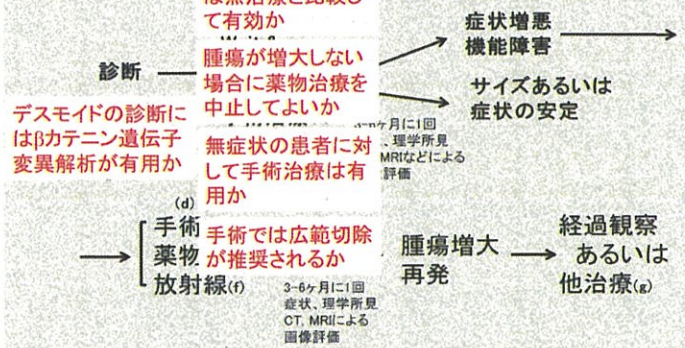 て有効か
症状増悪
機能障害
診断
腫瘍が増大しない
場合に薬物治療を
中止してよいか
サイズあるいは
症状の安定
デスモイドの診断に
はβカテニン遺伝子
変異解析が有用か
無症状の患者に対
して手術治療は有
用か
ヶ月に1回
、理学所見
MRIなどによる
評価
(d)
手術
薬物
放射線(f)
手術では広範切除
が推奨されるか
腫瘍増大
再発
経過観察
あるいは
他治療(g)
3-6ヶ月に1回
症状、理学所見
CT, MRIによる
画像評価